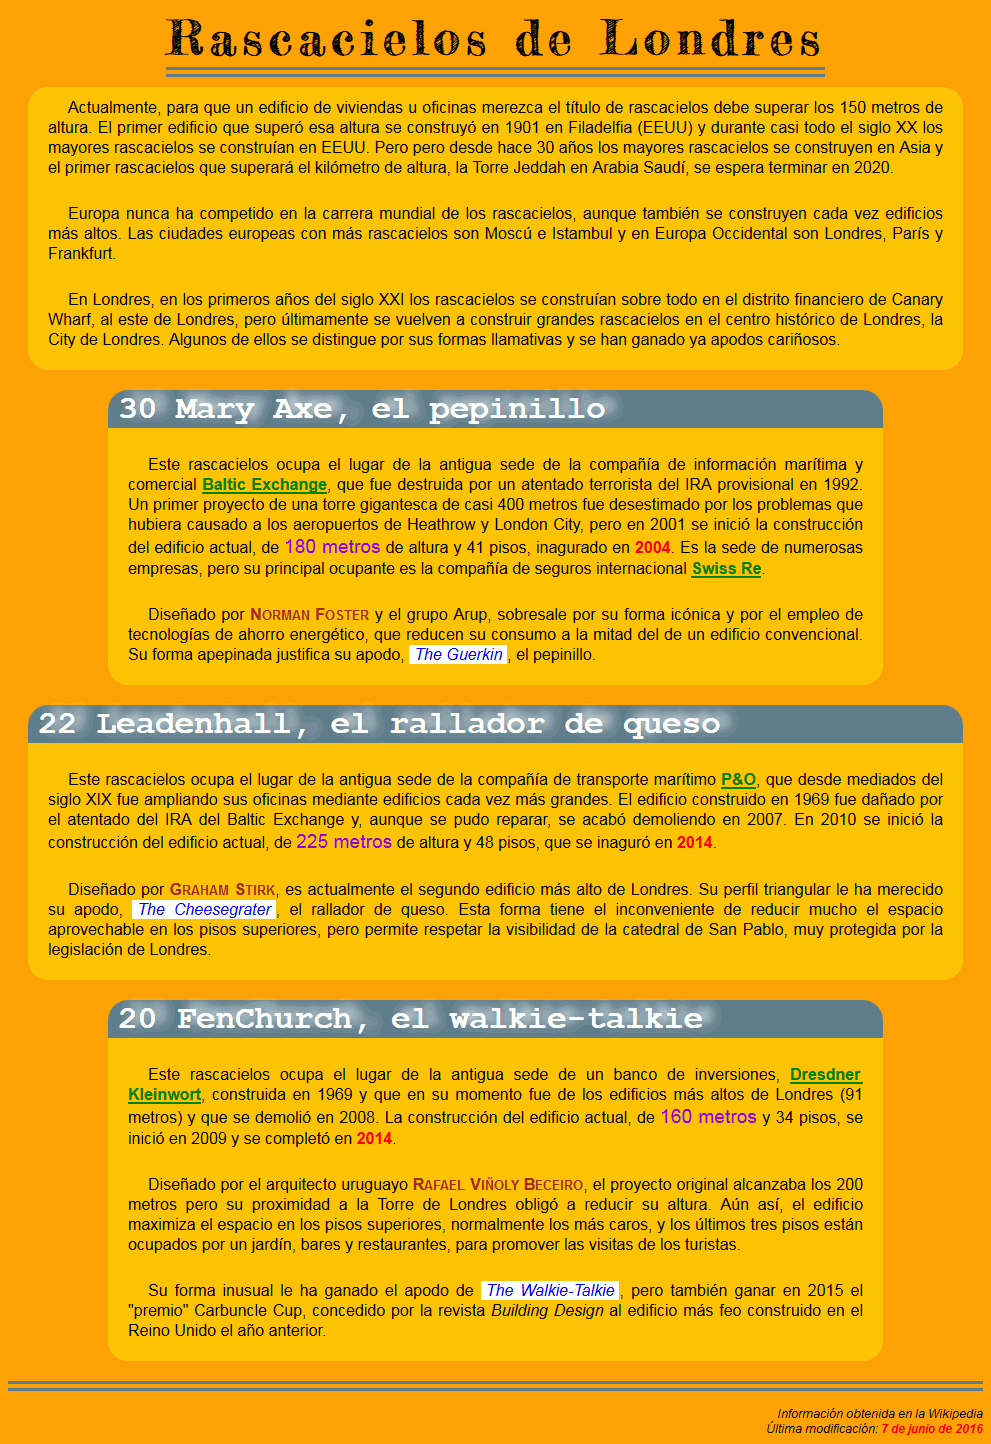 Rascacielos de Londres
Actualmente, para que un edificio de viviendas u oficinas merezca el título de rascacielos debe superar los 150 metros de
altura. El primer edificio que superó esa altura se construyó en 1901 en Filadelfia (EEUU) y durante casi todo el siglo XX los
mayores rascacielos se construían en EEUU. Pero pero desde hace 30 años los mayores rascacielos se construyen en Asia y
el primer rascacielos que superará el kilómetro de altura, la Torre Jeddah en Arabia Saudí, se espera terminar en 2020.
Europa nunca ha competido en la carrera mundial de los rascacielos, aunque también se construyen cada vez edificios
más altos. Las ciudades europeas con más rascacielos son Moscú e Istambul y en Europa Occidental son Londres, París y
Frankfurt.
En Londres, en los primeros años del siglo XXI los rascacielos se construían sobre todo en el distrito financiero de Canary
Wharf, al este de Londres, pero últimamente se vuelven a construir grandes rascacielos en el centro histórico de Londres, la
City de Londres. Algunos de ellos se distingue por sus formas llamativas y se han ganado ya apodos cariñosos.
30 Mary Axe, el pepinillo
Este rascacielos ocupa el lugar de la antigua sede de la compañía de información marítima y
comercial Baltic Exchange, que fue destruida por un atentado terrorista del IRA provisional en 1992.
Un primer proyecto de una torre gigantesca de casi 400 metros fue desestimado por los problemas que
hubiera causado a los aeropuertos de Heathrow y London City, pero en 2001 se inició la construcción
del edificio actual, de 180 metros de altura y 41 pisos, inagurado en 2004. Es la sede de numerosas
empresas, pero su principal ocupante es la compañía de seguros internacional Swiss Re.
Diseñado por Norman Foster y el grupo Arup, sobresale por su forma icónica y por el empleo de
tecnologías de ahorro energético, que reducen su consumo a la mitad del de un edificio convencional.
Su forma apepinada justifica su apodo, The Guerkin, el pepinillo.
22 Leadenhall, el rallador de queso
Este rascacielos ocupa el lugar de la antigua sede de la compañía de transporte marítimo P&O, que desde mediados del
siglo XIX fue ampliando sus oficinas mediante edificios cada vez más grandes. El edificio construido en 1969 fue dañado por
el atentado del IRA del Baltic Exchange y, aunque se pudo reparar, se acabó demoliendo en 2007. En 2010 se inició la
construcción del edificio actual, de 225 metros de altura y 48 pisos, que se inaguró en 2014.
Diseñado por Graham Stirk, es actualmente el segundo edificio más alto de Londres. Su perfil triangular le ha merecido
su apodo, The Cheesegrater, el rallador de queso. Esta forma tiene el inconveniente de reducir mucho el espacio
aprovechable en los pisos superiores, pero permite respetar la visibilidad de la catedral de San Pablo, muy protegida por la
legislación de Londres.
20 FenChurch, el walkie-talkie
Este rascacielos ocupa el lugar de la antigua sede de un banco de inversiones, Dresdner
Kleinwort, construida en 1969 y que en su momento fue de los edificios más altos de Londres (91
metros) y que se demolió en 2008. La construcción del edificio actual, de 160 metros y 34 pisos, se
inició en 2009 y se completó en 2014.
Diseñado por el arquitecto uruguayo Rafael Viñoly Beceiro, el proyecto original alcanzaba los 200
metros pero su proximidad a la Torre de Londres obligó a reducir su altura. Aún así, el edificio
maximiza el espacio en los pisos superiores, normalmente los más caros, y los últimos tres pisos están
ocupados por un jardín, bares y restaurantes, para promover las visitas de los turistas.
Su forma inusual le ha ganado el apodo de The Walkie-Talkie, pero también ganar en 2015 el
"premio" Carbuncle Cup, concedido por la revista Building Design al edificio más feo construido en el
Reino Unido el año anterior.
Información obtenida en la Wikipedia
Última modificación: 7 de junio de 2016